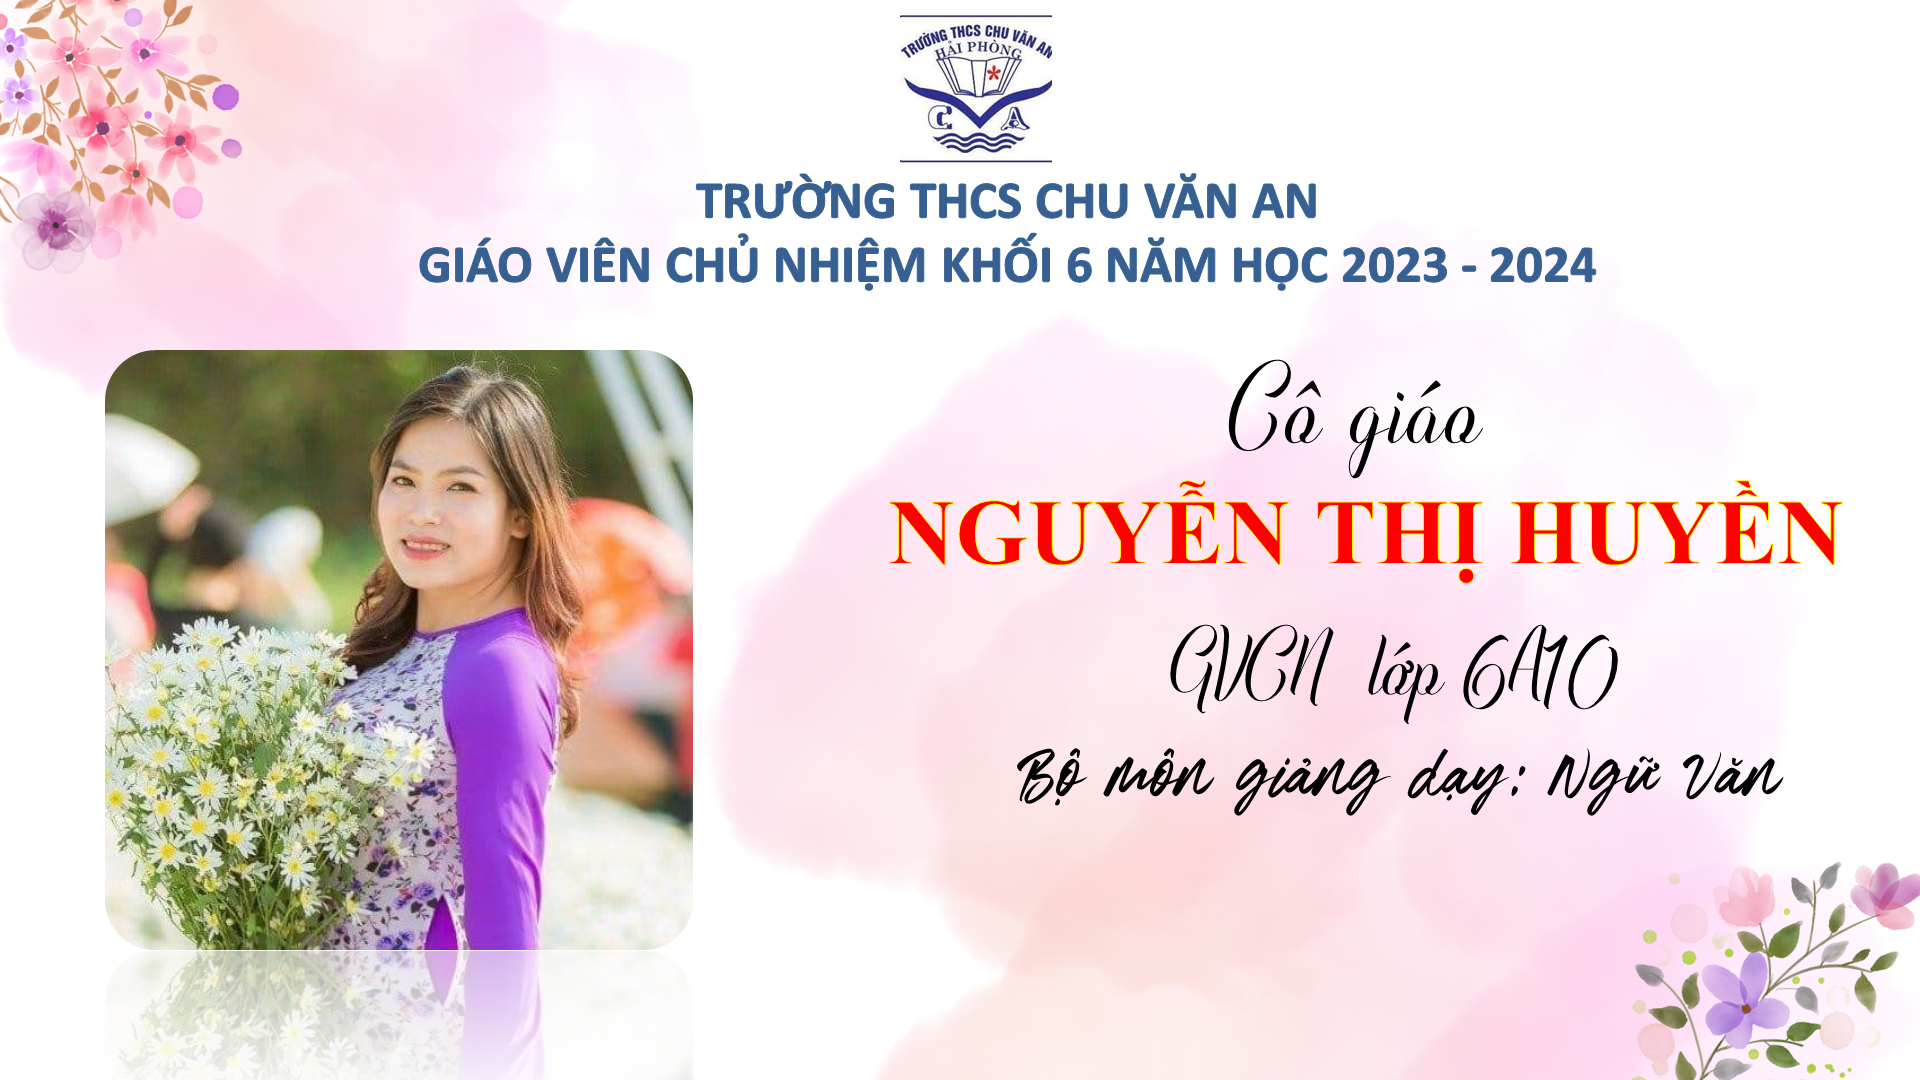 TRƯỜNG THCS CHU VĂN AN
HẢI PHÒNG
C A
TRƯỜNG THCS CHU VĂN AN
GIÁO VIÊN CHỦ NHIỆM KHỐI 6 NĂM HỌC 2023 - 2024
Cô giáo
NGUYỄN THỊ HUYỀN
GVCN lớp 6A10
Bộ môn giảng dạy: Ngữ Văn